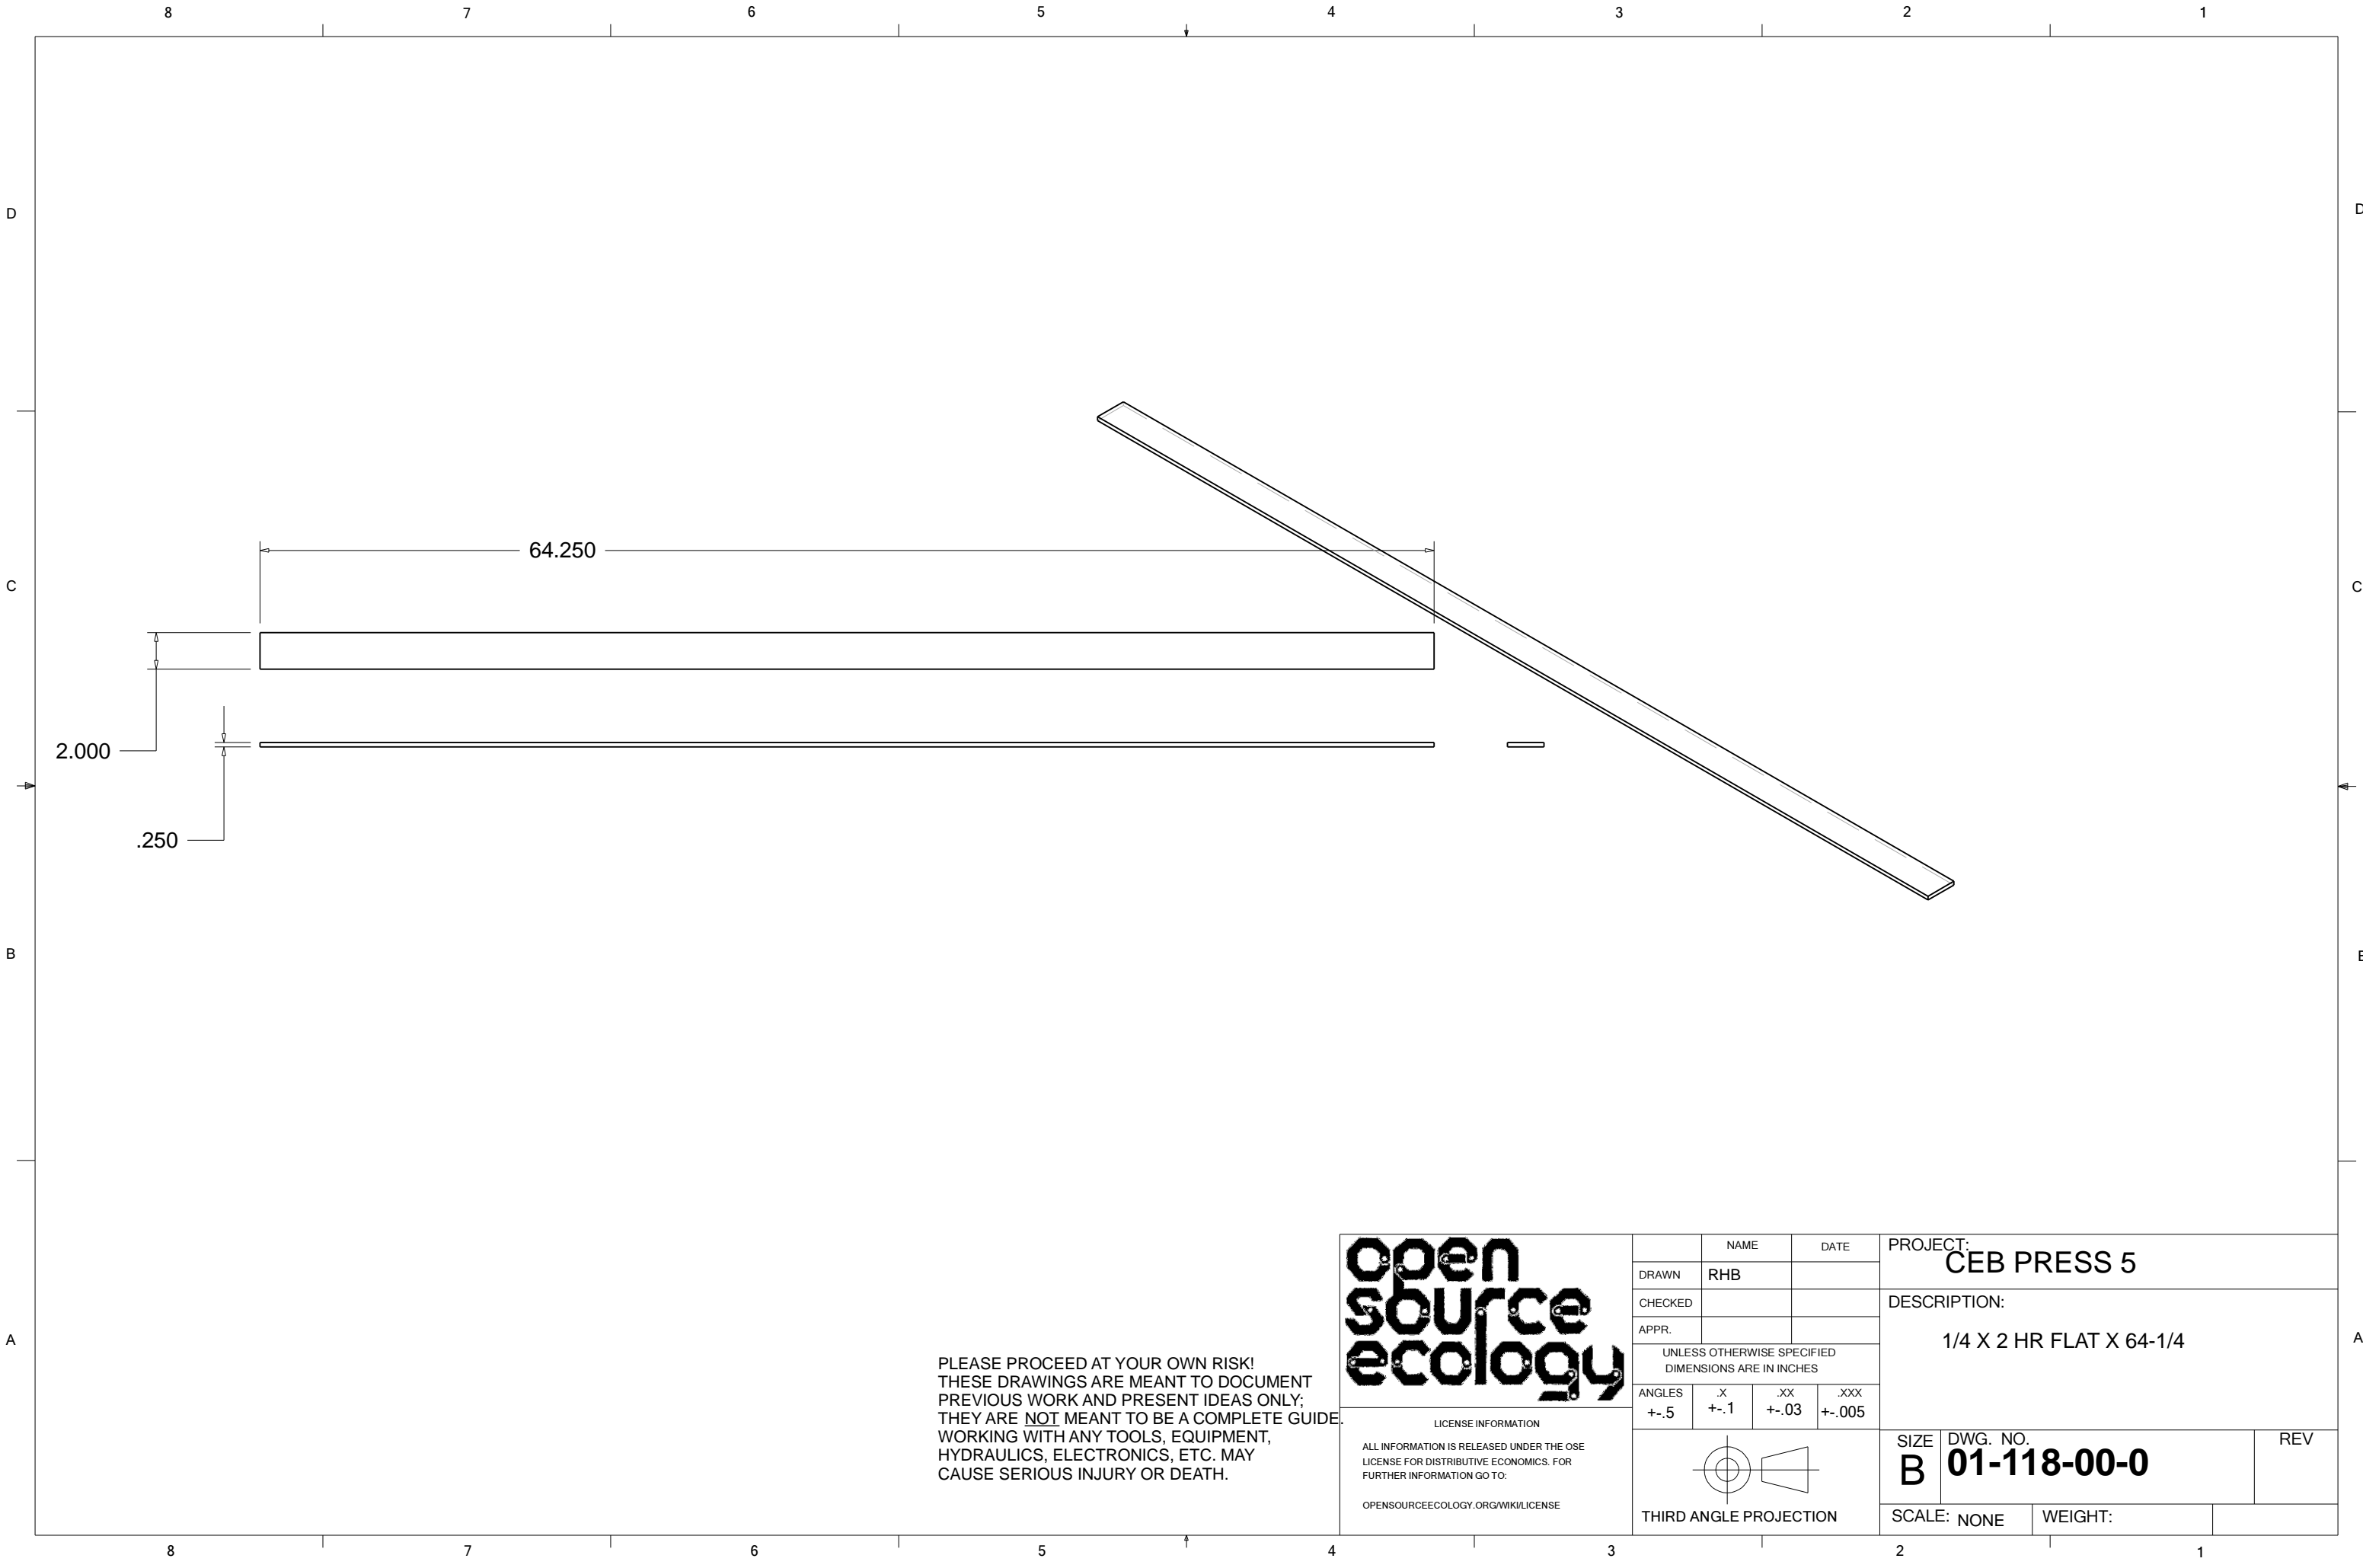 8 7 6 5 4 3 2 1
D D
64.250
C C
2.000
.250
B B
A A
PLEASE PROCEED AT YOUR OWN RISK!
THESE DRAWINGS ARE MEANT TO DOCUMENT
PREVIOUS WORK AND PRESENT IDEAS ONLY;
THEY ARE NOT MEANT TO BE A COMPLETE GUIDE.
WORKING WITH ANY TOOLS, EQUIPMENT,
HYDRAULICS, ELECTRONICS, ETC. MAY
CAUSE SERIOUS INJURY OR DEATH.
open
source
ecology
LICENSE INFORMATION
ALL INFORMATION IS RELEASED UNDER THE OSE
LICENSE FOR DISTRIBUTIVE ECONOMICS. FOR
FURTHER INFORMATION GO TO:
OPENSOURCEECOLOGY.ORG/WIKI/LICENSE
NAME DATE
DRAWN RHB
CHECKED
APPR.
UNLESS OTHERWISE SPECIFIED
DIMENSIONS ARE IN INCHES
ANGLES .X .XX .XXX
+-.5 +-.1 +-.03 +-.005
THIRD ANGLE PROJECTION
PROJECT:
CEB PRESS 5
DESCRIPTION:
1/4 X 2 HR FLAT X 64-1/4
SIZE DWG. NO. REV
B 01-118-00-0
SCALE: NONE WEIGHT:
8 7 6 5 4 3 2 1